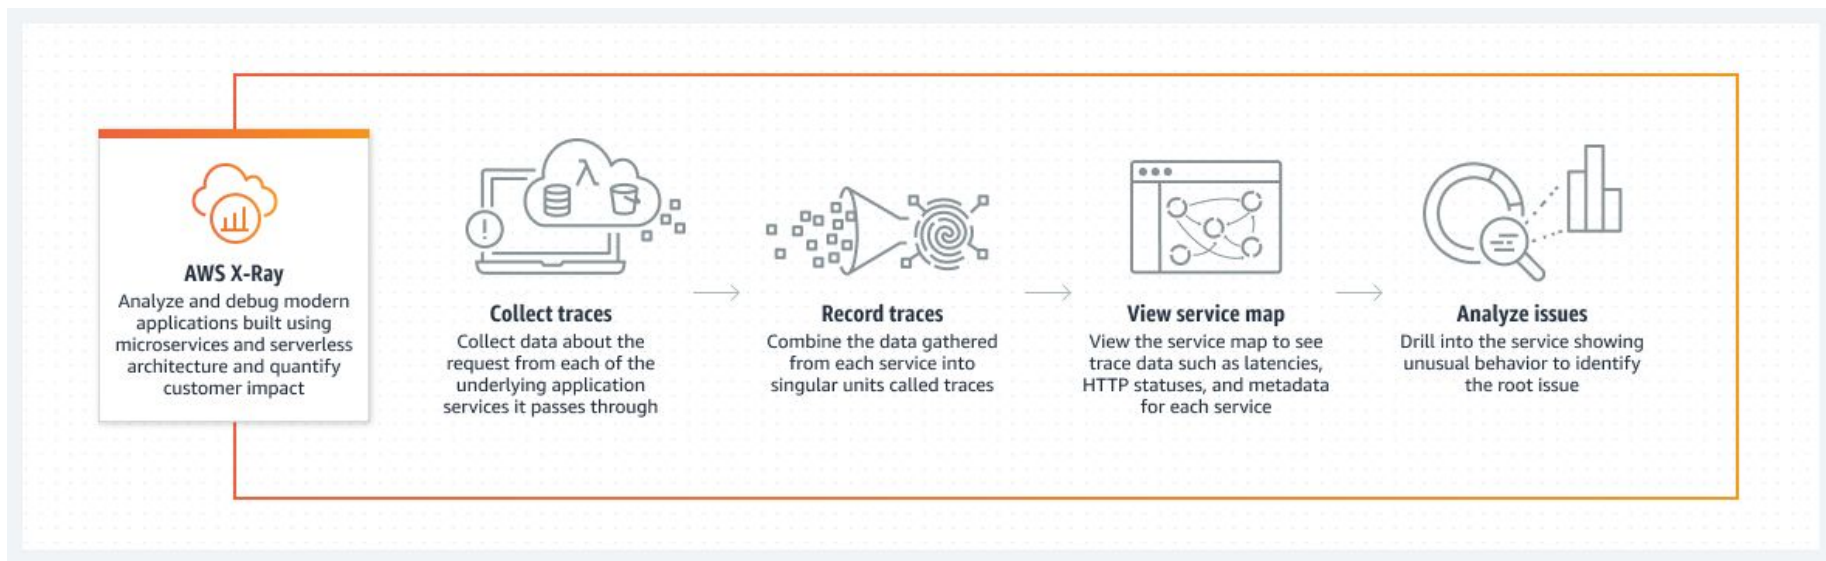 AWS X-Ray
Analyze and debug modern
applications built using
microservices and serverless
architecture and quantify
customer impact
Collect traces
Collect data about the
request from each of the
underlying application
services it passes through
Record traces
Combine the data gathered
from each service into
singular units called traces
View service map
View the service map to see
trace data such as latencies,
HTTP statuses, and metadata
for each service
Analyze issues
Drill into the service showing
unusual behavior to identify
the root issue